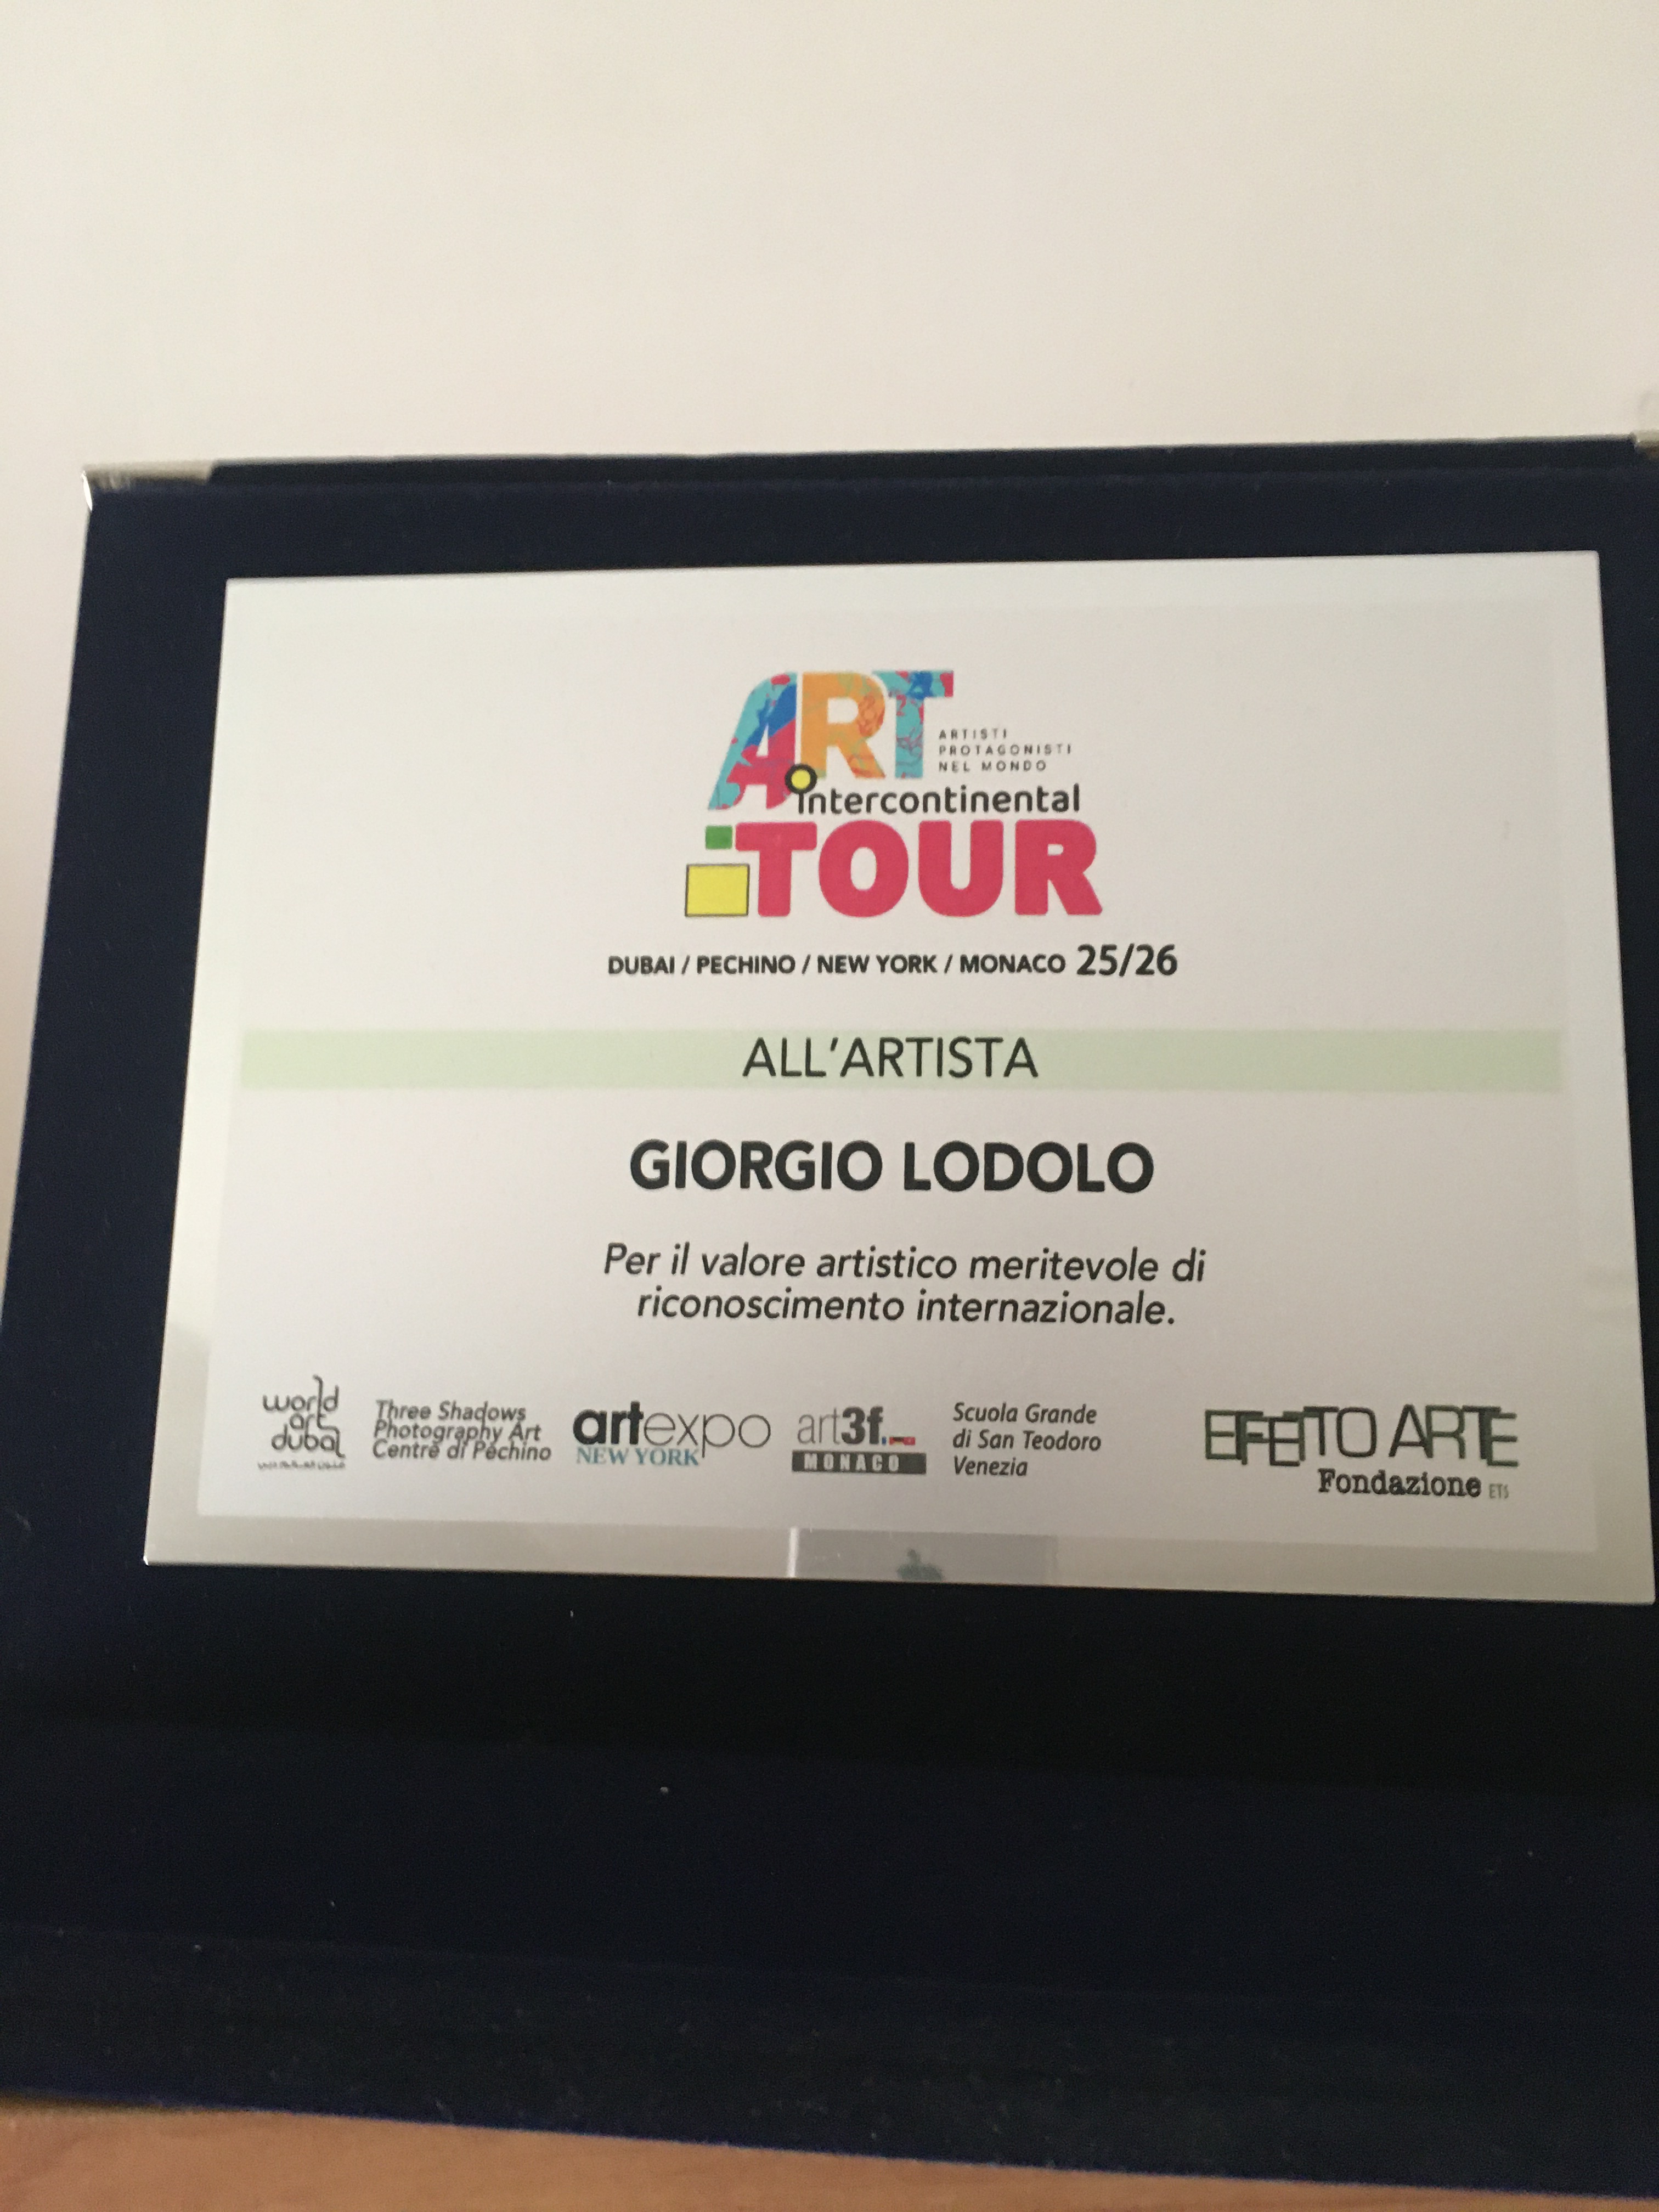 ART
ARTISTI
PROTAGONISTI
NEL MONDO
intercontinental
TOUR
DUBAI / PECHINO / NEW YORK / MONACO 25/26
ALL'ARTISTA
GIORGIO LODOLO
Per il valore artistico meritevole di
riconoscimento internazionale.
world
art
dubai
Three Shadows
Photography Art
Centre di Pechino
artexpo
NEW YORK
art3f.
MONACO
Scuola Grande
di San Teodoro
Venezia
EFFETTO ARTE
Fondazione ETS